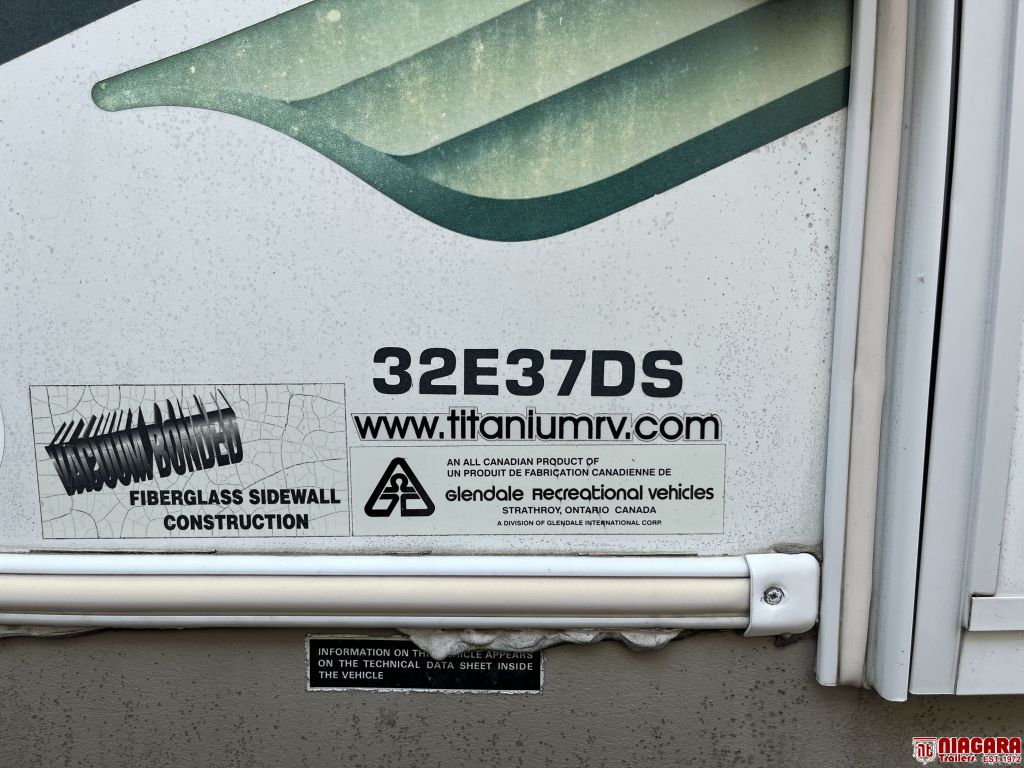 32E37DS
www.titaniumrv.com
VACUUM BONDED
FIBERGLASS SIDEWALL
CONSTRUCTION
AN ALL CANADIAN PRODUCT OF
UN PRODUIT DE FABRICATION CANADIENNE DE
Glendale Recreational vehicles
STRATHROY, ONTARIO CANADA
A DIVISION OF GLENDALE INTERNATIONAL CORP.
INFORMATION ON THIS VEHICLE APPEARS
ON THE TECHNICAL DATA SHEET INSIDE
THE VEHICLE
NIAGARA
Trailers EST. 1972